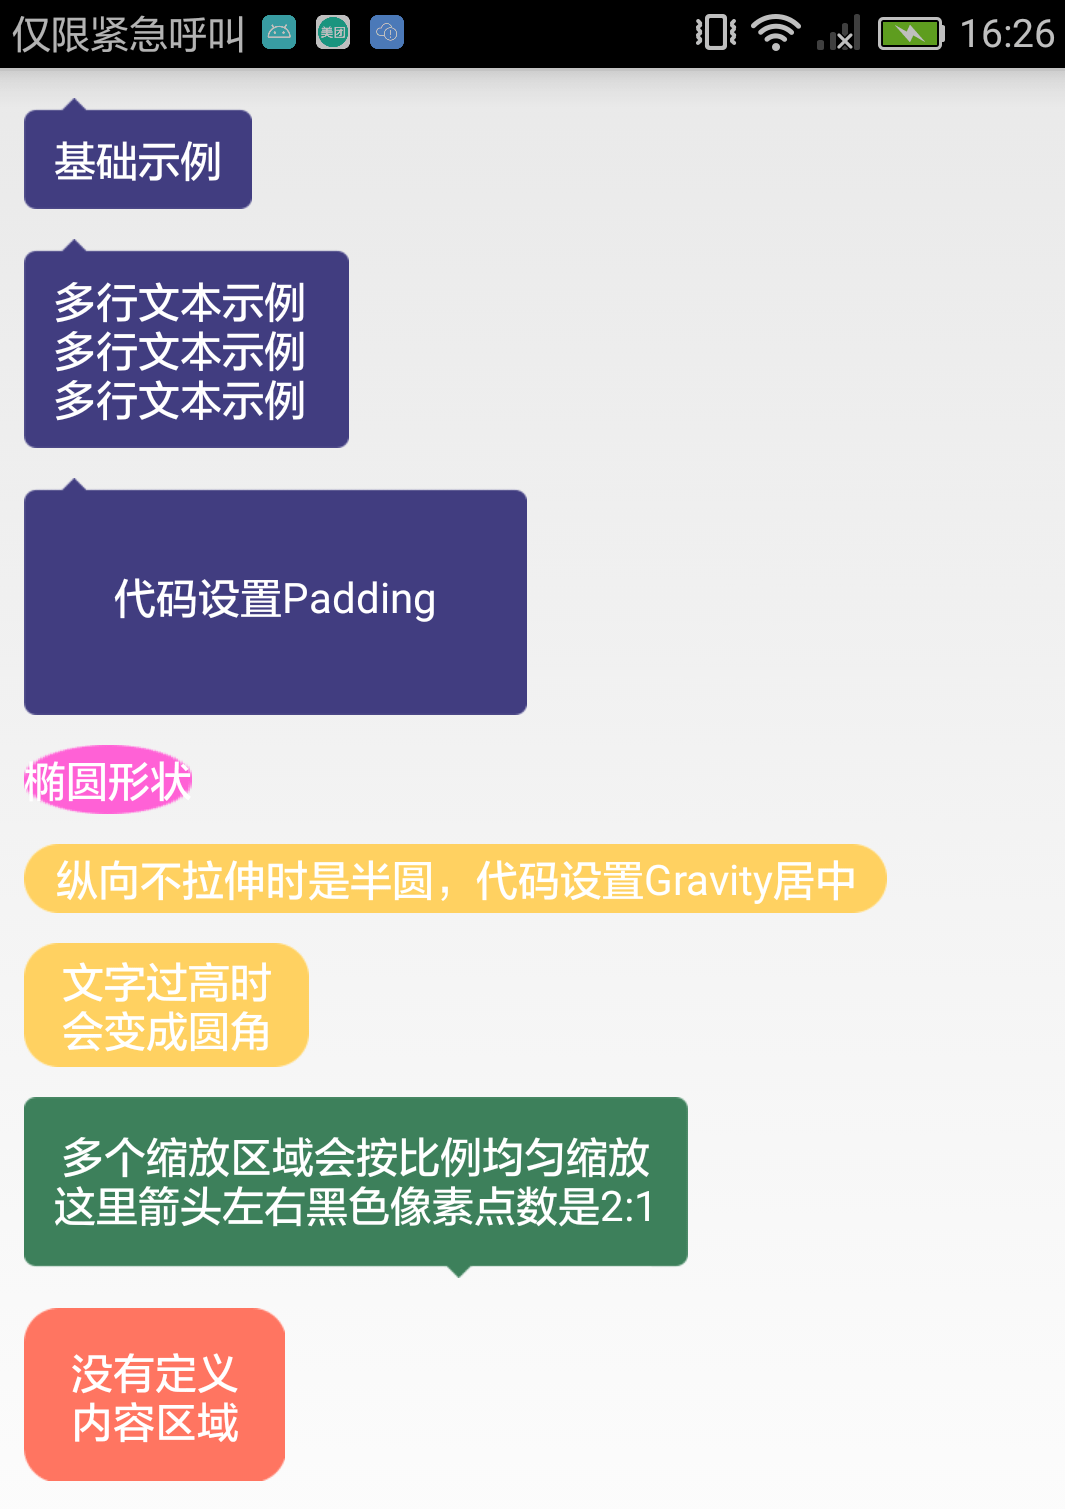 仅限紧急呼叫 美团 16:26
基础示例
多行文本示例
多行文本示例
多行文本示例
代码设置Padding
椭圆形状
纵向不拉伸时是半圆，代码设置Gravity居中
文字过高时
会变成圆角
多个缩放区域会按比例均匀缩放
这里箭头左右黑色像素点数是2:1
没有定义
内容区域